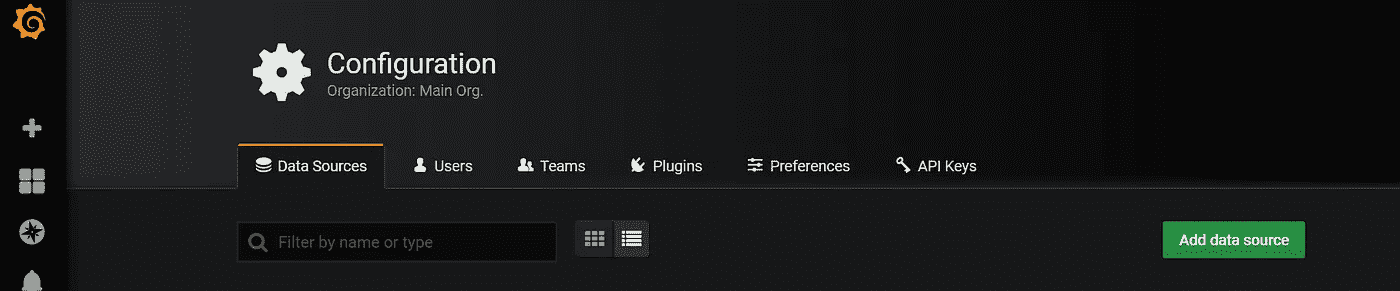 Configuration
Organization: Main Org.
Data Sources Users Teams Plugins Preferences API Keys
Filter by name or type Add data source